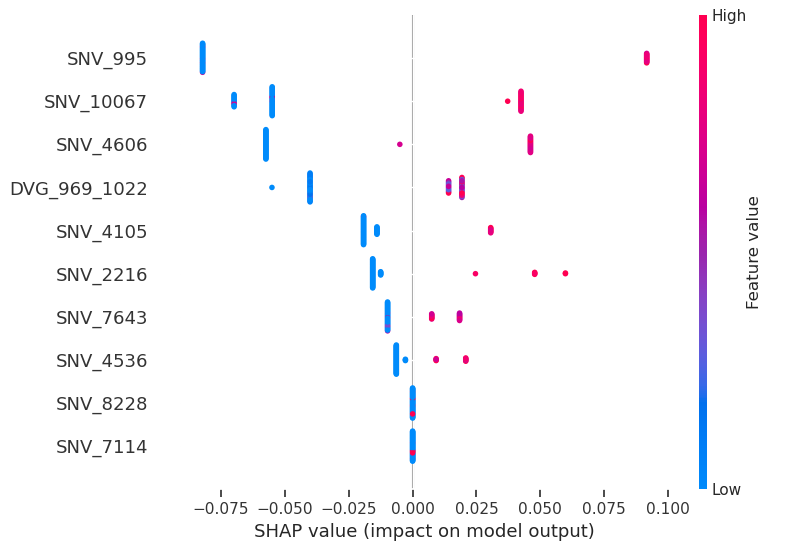 High
SNV_995
SNV_10067
SNV_4606
DVG_969_1022
SNV_4105
SNV_2216
SNV_7643
SNV_4536
SNV_8228
SNV_7114
Feature value
Low
−0.075 −0.050 −0.025 0.000 0.025 0.050 0.075 0.100
SHAP value (impact on model output)